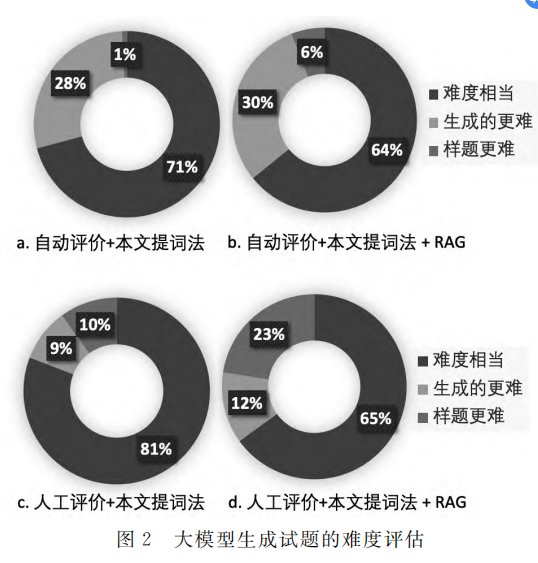 1%
28%
71%
6%
30%
64%
难度相当
生成的更难
样题更难
a. 自动评价+本文提词法
b. 自动评价+本文提词法 + RAG
10%
9%
81%
23%
12%
65%
难度相当
生成的更难
样题更难
c. 人工评价+本文提词法
d. 人工评价+本文提词法 + RAG
图 2 大模型生成试题的难度评估